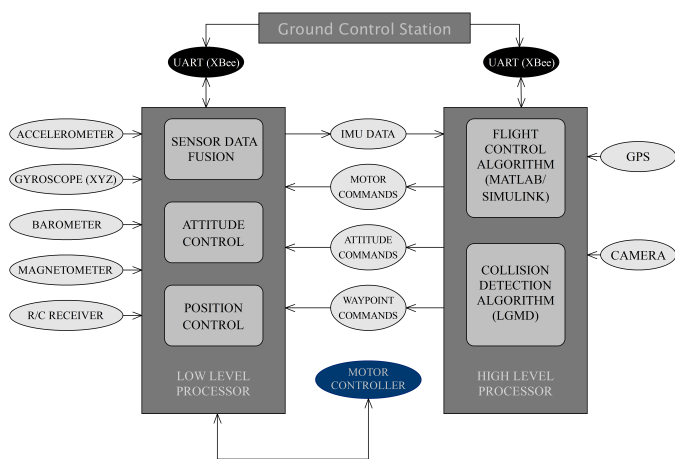 Ground Control Station
UART (XBee)
UART (XBee)
ACCELEROMETER
GYROSCOPE (XYZ)
BAROMETER
MAGNETOMETER
R/C RECEIVER
SENSOR DATA
FUSION
ATTITUDE
CONTROL
POSITION
CONTROL
LOW LEVEL
PROCESSOR
IMU DATA
MOTOR
COMMANDS
ATTITUDE
COMMANDS
WAYPOINT
COMMANDS
MOTOR
CONTROLLER
FLIGHT
CONTROL
ALGORITHM
(MATLAB/
SIMULINK)
COLLISION
DETECTION
ALGORITHM
(LGMD)
HIGH LEVEL
PROCESSOR
GPS
CAMERA